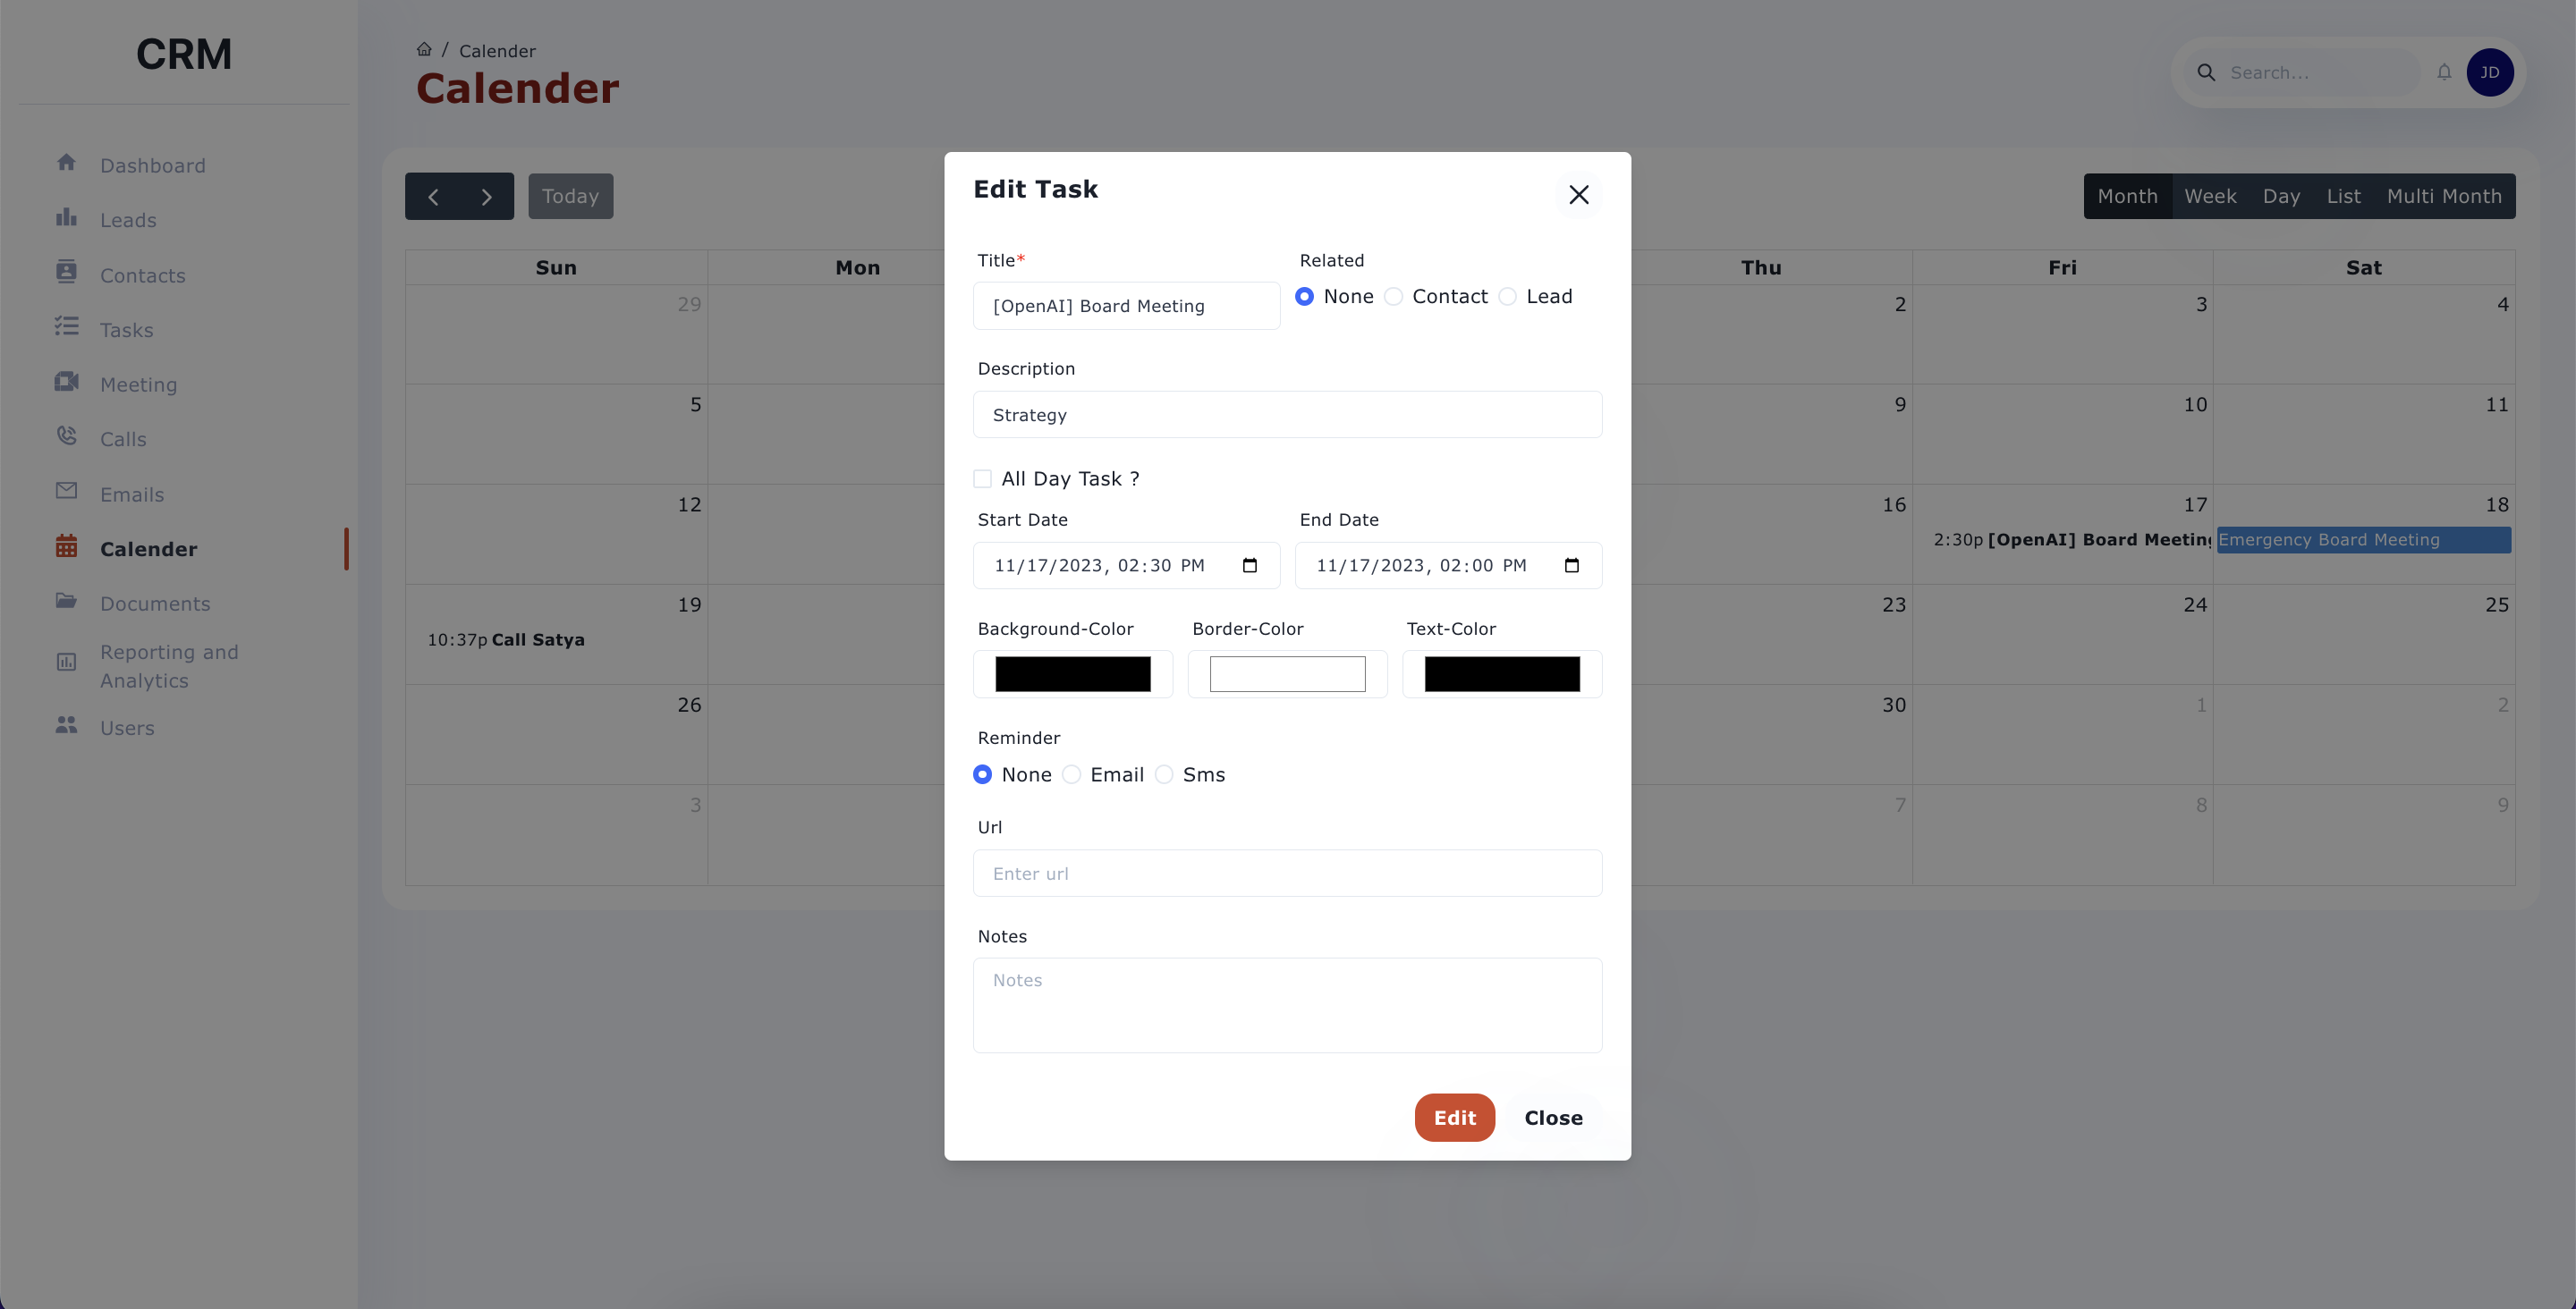 CRM
Dashboard
Leads
Contacts
Tasks
Meeting
Calls
Emails
Calender
Documents
Reporting and
Analytics
Users
/ Calender
Calender
Search...
JD
Today
Month Week Day List Multi Month
Sun Mon Thu Fri Sat
29 2 3 4
5 9 10 11
12 16 17 18
2:30p [OpenAI] Board Meeting Emergency Board Meeting
19 23 24 25
10:37p Call Satya
26 30 1 2
3 7 8 9
Edit Task
Title* Related
[OpenAI] Board Meeting None Contact Lead
Description
Strategy
All Day Task ?
Start Date End Date
11/17/2023, 02:30 PM 11/17/2023, 02:00 PM
Background-Color Border-Color Text-Color
Reminder
None Email Sms
Url
Enter url
Notes
Notes
Edit Close